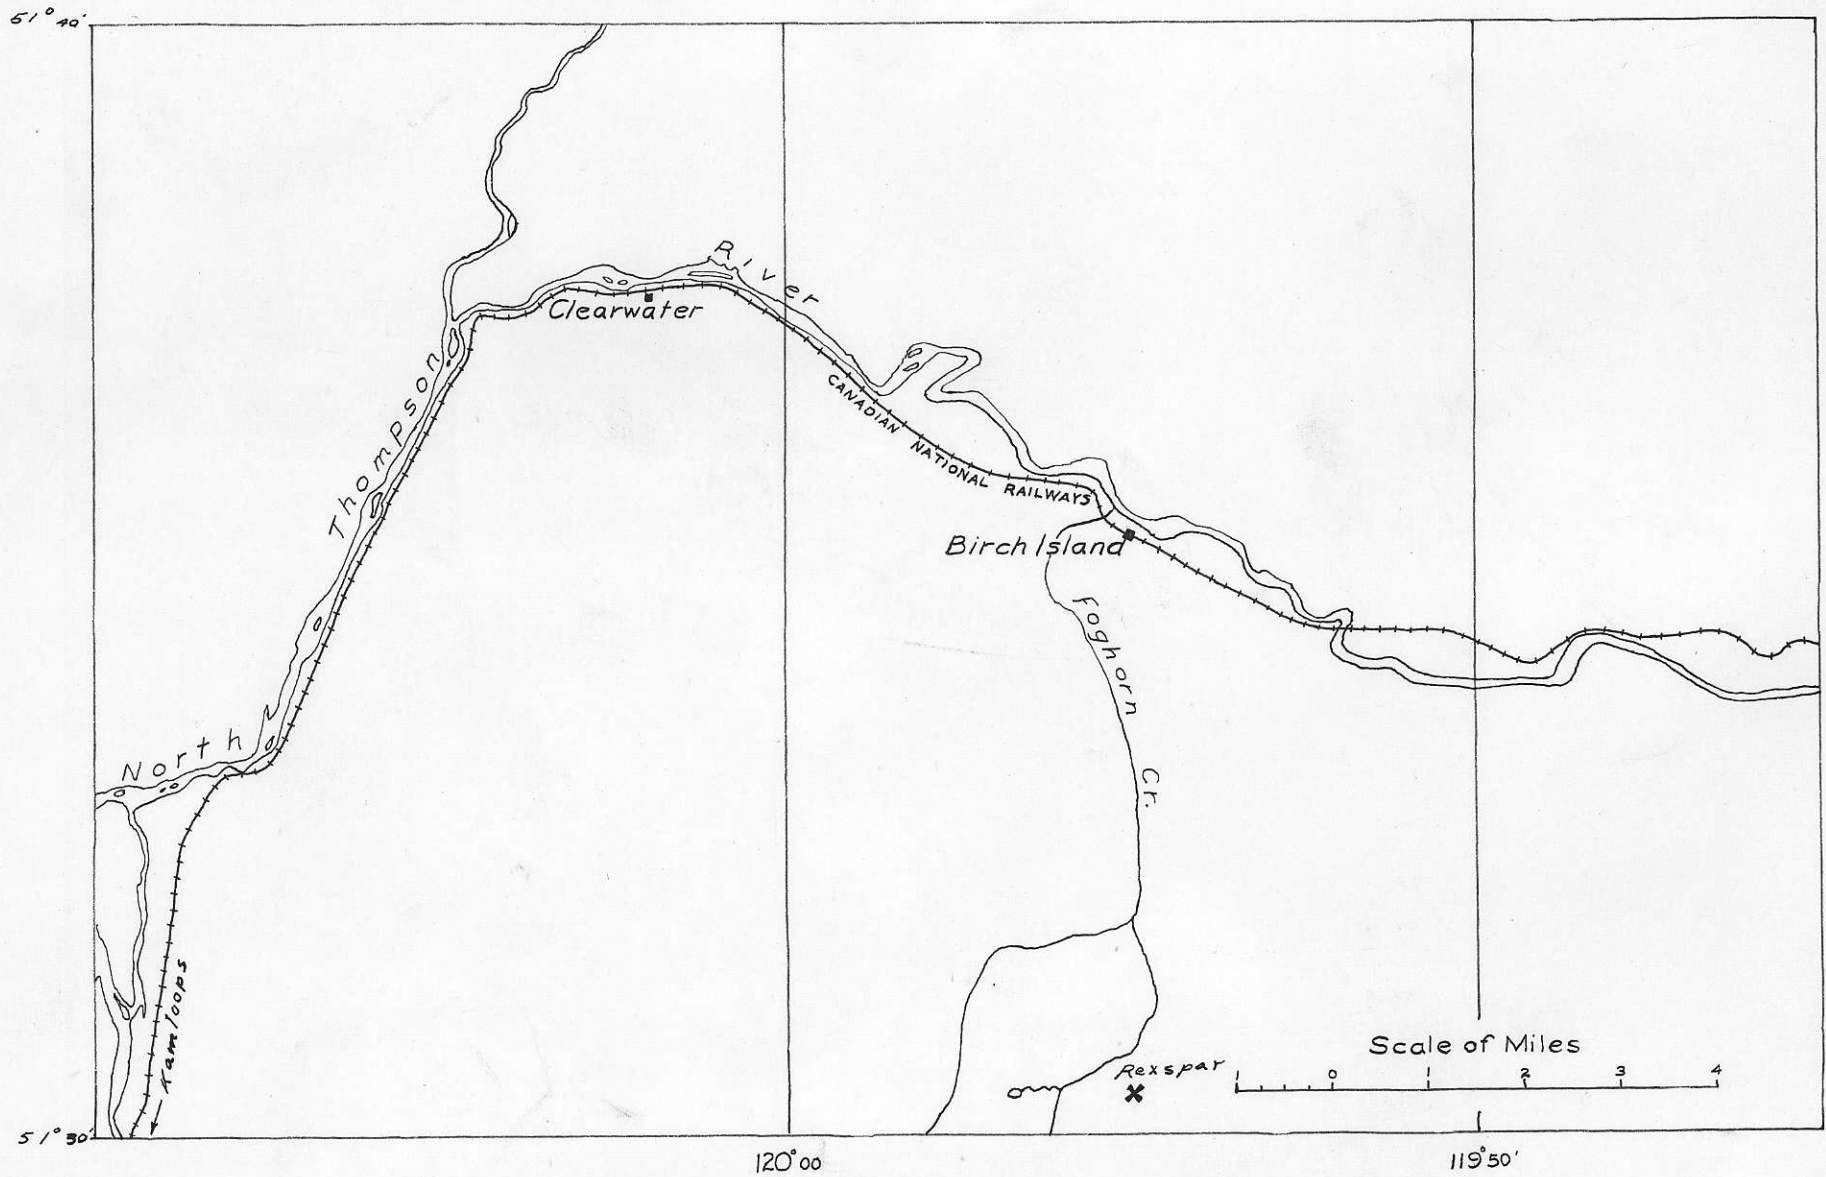 51° 40'
River
Clearwater
Thompson
CANADIAN NATIONAL RAILWAYS
Birch Island
Foghorn Cr.
North
Kamloops
Scale of Miles
Rexspar
1 0 1 2 3 4
51° 30'
120° 00
119° 50'